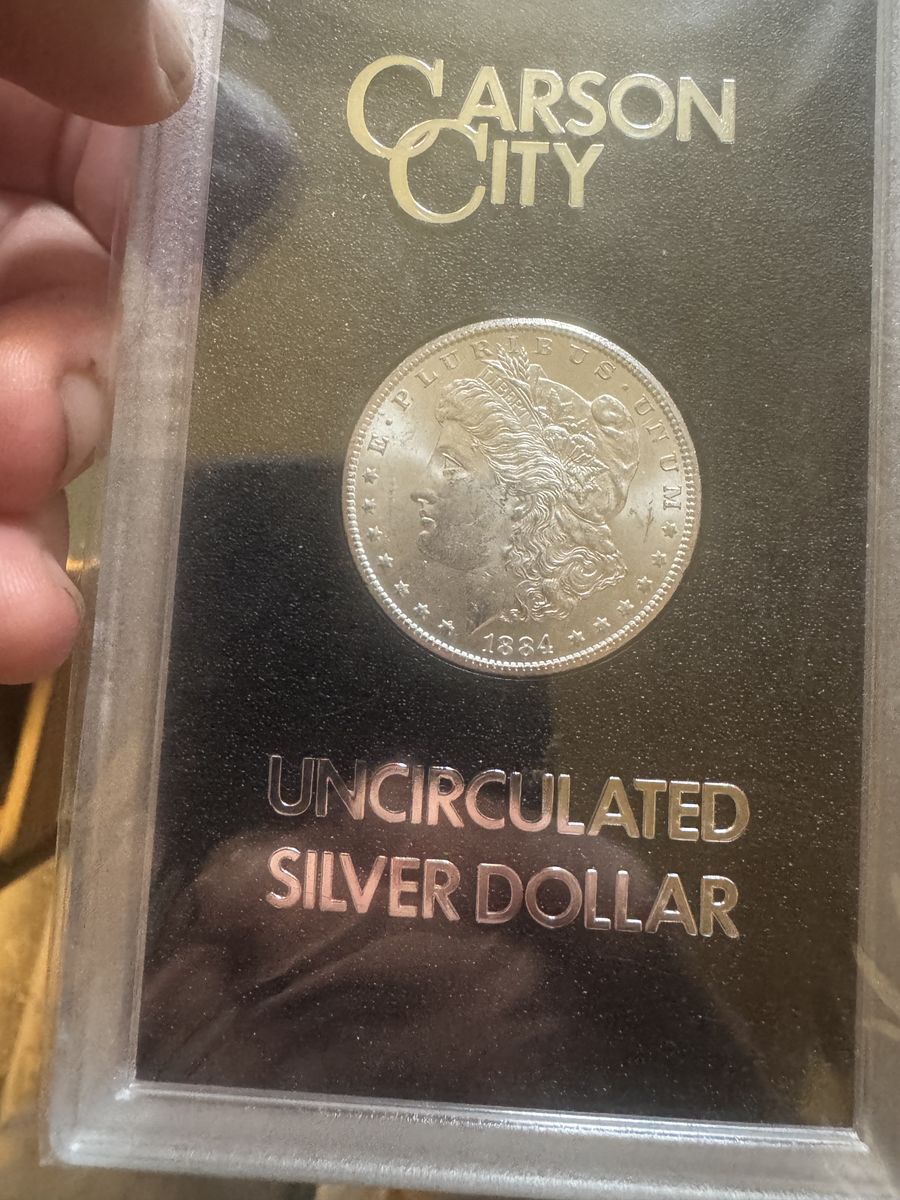 CARSON
CITY
E · PLURIBUS · UNUM
LIBERTY
1884
UNCIRCULATED
SILVER DOLLAR